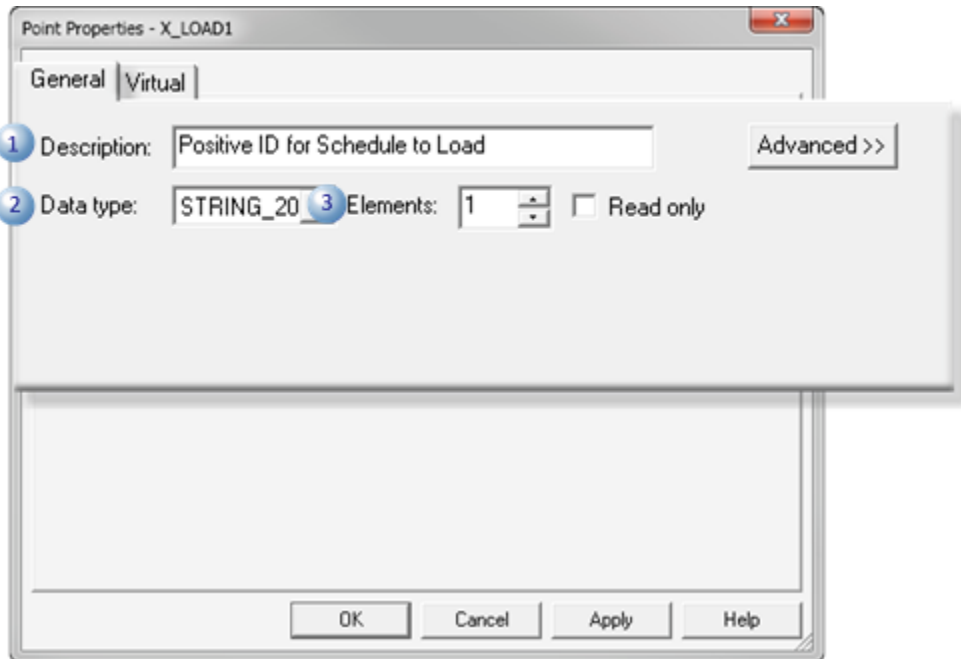 Point Properties - X_LOAD1
General Virtual
1 Description: Positive ID for Schedule to Load Advanced >>
2 Data type: STRING_20 3 Elements: 1 Read only
OK Cancel Apply Help